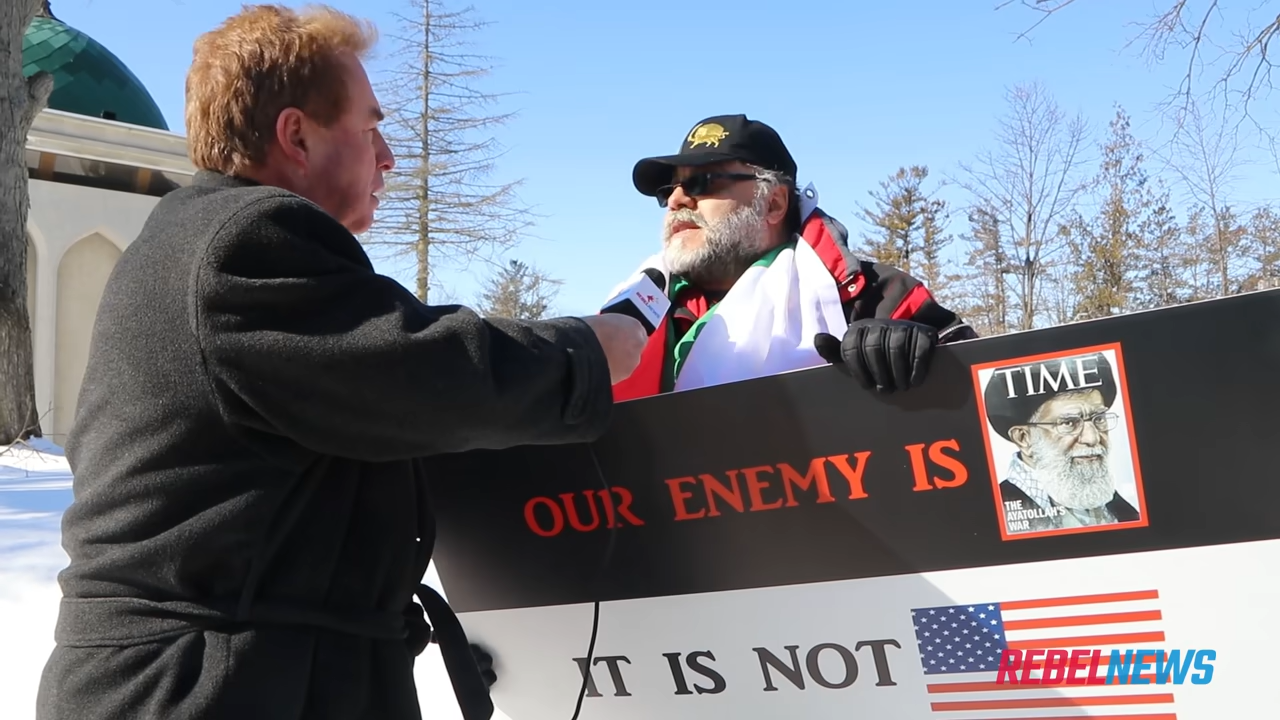 TIME
OUR ENEMY IS
THE
AYATOLLAH'S
WAR
IT IS NOT
REBELNEWS